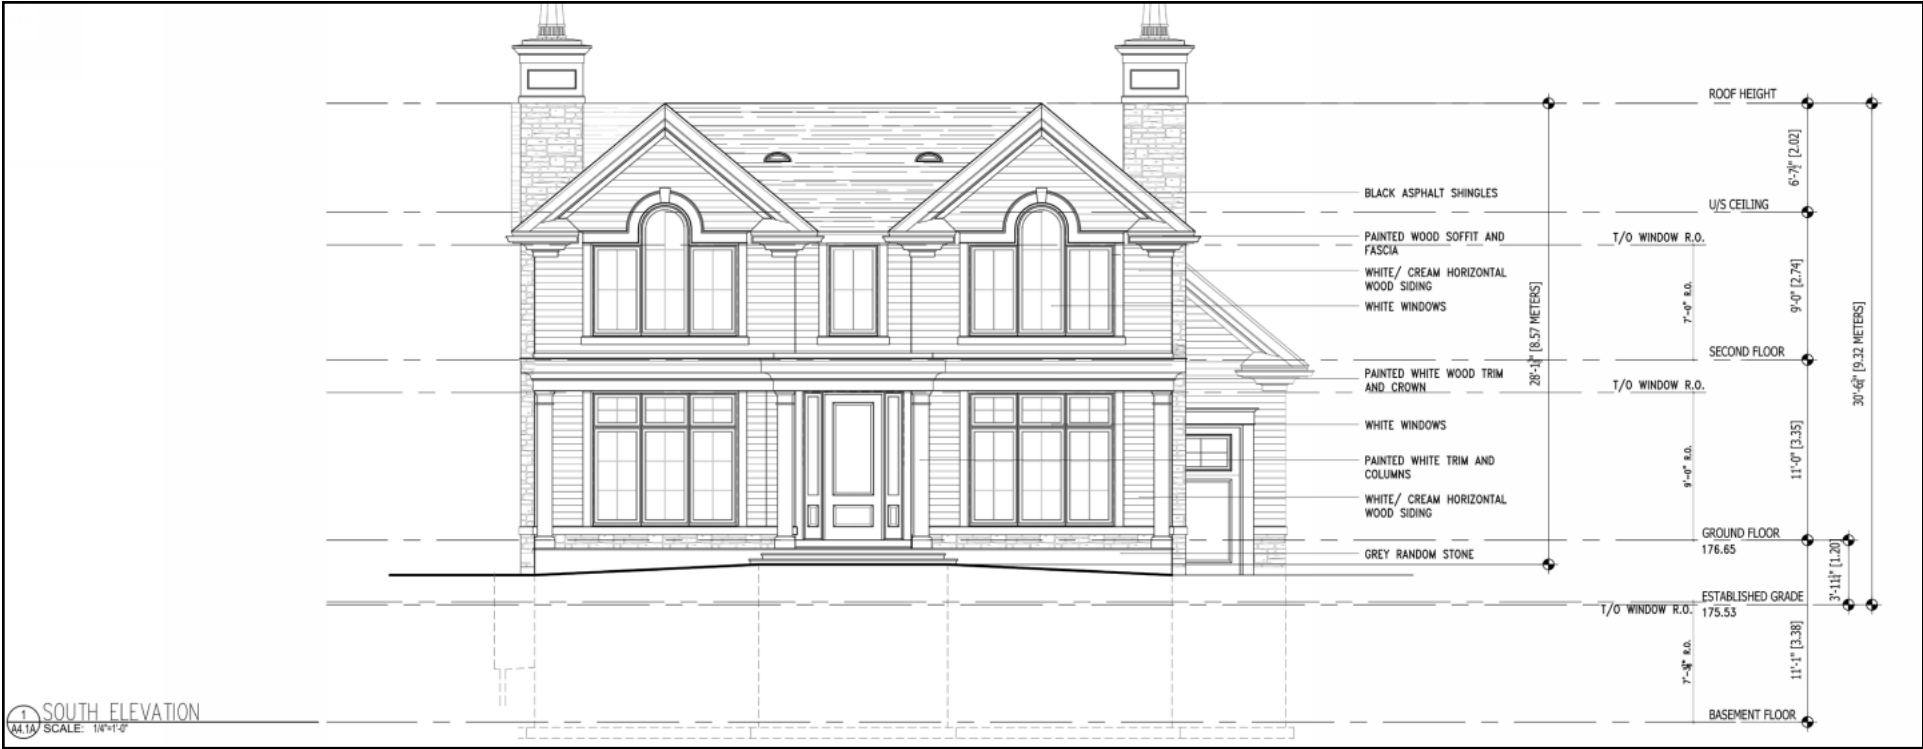 ROOF HEIGHT
6'-7½" [2.02]
BLACK ASPHALT SHINGLES
U/S CEILING
PAINTED WOOD SOFFIT AND
FASCIA
T/O WINDOW R.O.
WHITE/ CREAM HORIZONTAL
WOOD SIDING
WHITE WINDOWS
7'-0" R.O.
9'-0" [2.74]
28'-1½" [8.57 METERS]
30'-6¾" [9.32 METERS]
SECOND FLOOR
PAINTED WHITE WOOD TRIM
AND CROWN
T/O WINDOW R.O.
WHITE WINDOWS
PAINTED WHITE TRIM AND
COLUMNS
9'-0" R.O.
11'-0" [3.35]
WHITE/ CREAM HORIZONTAL
WOOD SIDING
GROUND FLOOR
176.65
GREY RANDOM STONE
3'-11¼" [1.20]
ESTABLISHED GRADE
T/O WINDOW R.O. 175.53
R.O.
11'-1" [3.38]
BASEMENT FLOOR
1
A4.1A
SOUTH ELEVATION
SCALE: 1/4"=1'-0"